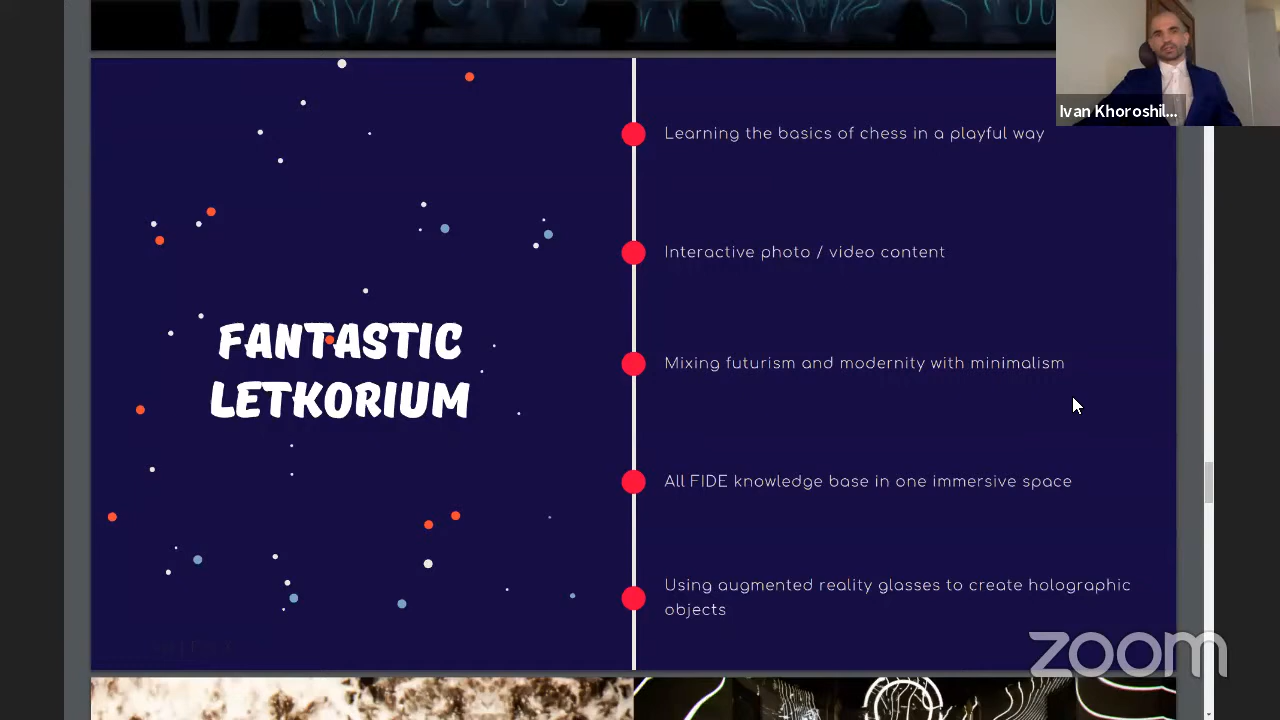 Ivan Khoroshil...
Learning the basics of chess in a playful way
Interactive photo / video content
Mixing futurism and modernity with minimalism
FANTASTIC
LETKORIUM
All FIDE knowledge base in one immersive space
Using augmented reality glasses to create holographic
objects
zoom